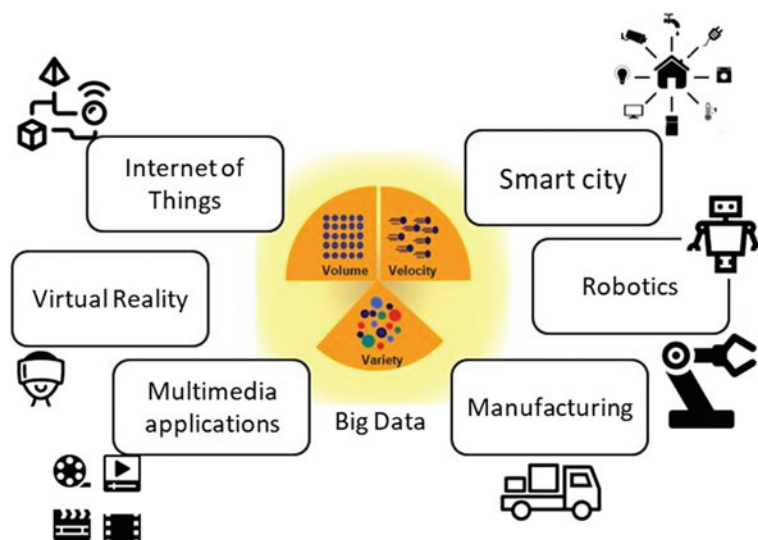 Internet of
Things
Smart city
Volume
Velocity
Virtual Reality
Robotics
Variety
Multimedia
applications
Big Data
Manufacturing